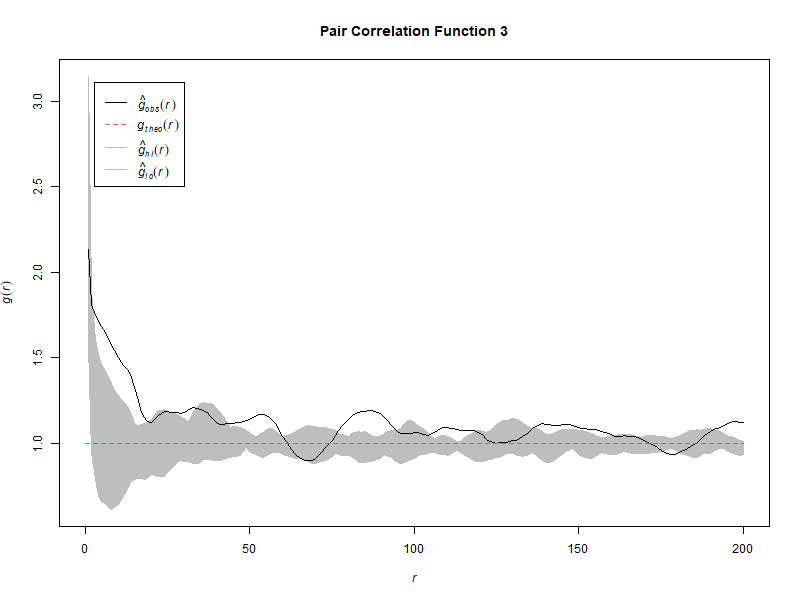 Pair Correlation Function 3
ĝobs(r)
gtheo(r)
ĝhi(r)
ĝlo(r)
g(r)
3.0
2.5
2.0
1.5
1.0
0 50 100 150 200
r